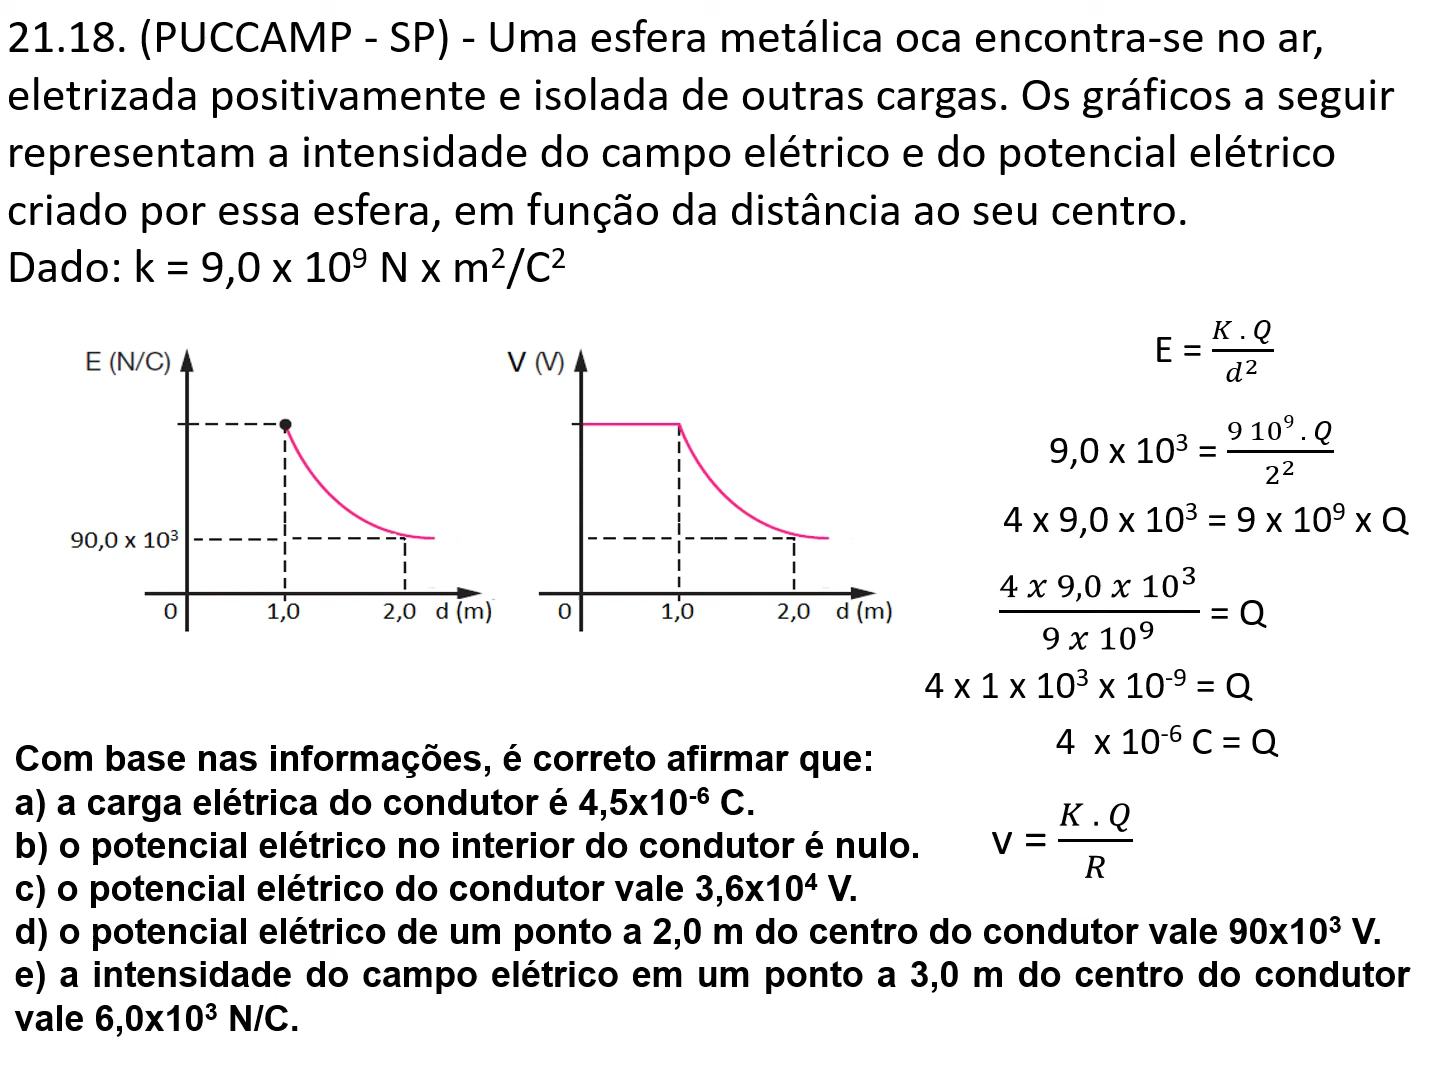 21.18. (PUCCAMP - SP) - Uma esfera metálica oca encontra-se no ar,
eletrizada positivamente e isolada de outras cargas. Os gráficos a seguir
representam a intensidade do campo elétrico e do potencial elétrico
criado por essa esfera, em função da distância ao seu centro.
Dado: k = 9,0 x 10⁹ N x m²/C²
E (N/C)
90,0 x 10³
0 1,0 2,0 d (m)
V (V)
0 1,0 2,0 d (m)
E = K . Q / d²
9,0 x 10³ = 9 10⁹ . Q / 2²
4 x 9,0 x 10³ = 9 x 10⁹ x Q
4 x 9,0 x 10³ / 9 x 10⁹ = Q
4 x 1 x 10³ x 10⁻⁹ = Q
4 x 10⁻⁶ C = Q
v = K . Q / R
Com base nas informações, é correto afirmar que:
a) a carga elétrica do condutor é 4,5x10⁻⁶ C.
b) o potencial elétrico no interior do condutor é nulo.
c) o potencial elétrico do condutor vale 3,6x10⁴ V.
d) o potencial elétrico de um ponto a 2,0 m do centro do condutor vale 90x10³ V.
e) a intensidade do campo elétrico em um ponto a 3,0 m do centro do condutor
vale 6,0x10³ N/C.